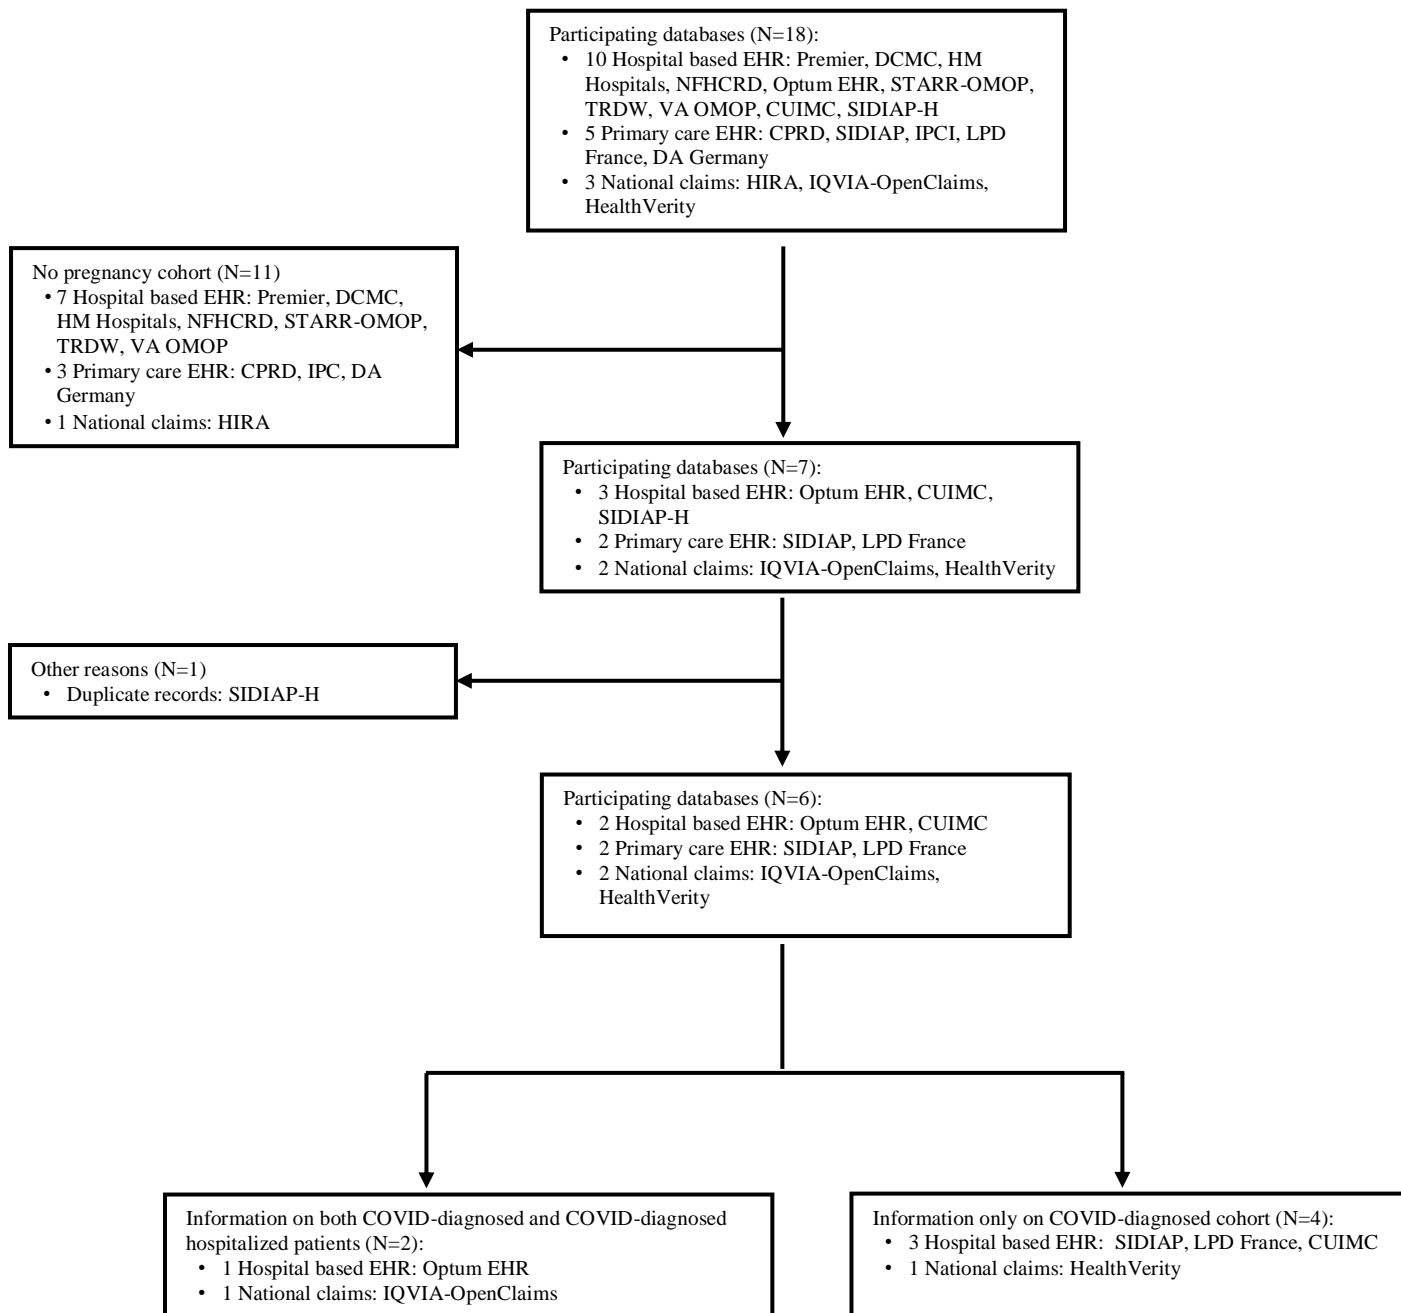 Participating databases (N=18):
• 10 Hospital based EHR: Premier, DCMC, HM
Hospitals, NFHCRD, Optum EHR, STARR-OMOP,
TRDW, VA OMOP, CUIMC, SIDIAP-H
• 5 Primary care EHR: CPRD, SIDIAP, IPCI, LPD
France, DA Germany
• 3 National claims: HIRA, IQVIA-OpenClaims,
HealthVerity
No pregnancy cohort (N=11)
• 7 Hospital based EHR: Premier, DCMC,
HM Hospitals, NFHCRD, STARR-OMOP,
TRDW, VA OMOP
• 3 Primary care EHR: CPRD, IPC, DA
Germany
• 1 National claims: HIRA
Participating databases (N=7):
• 3 Hospital based EHR: Optum EHR, CUIMC,
SIDIAP-H
• 2 Primary care EHR: SIDIAP, LPD France
• 2 National claims: IQVIA-OpenClaims, HealthVerity
Other reasons (N=1)
• Duplicate records: SIDIAP-H
Participating databases (N=6):
• 2 Hospital based EHR: Optum EHR, CUIMC
• 2 Primary care EHR: SIDIAP, LPD France
• 2 National claims: IQVIA-OpenClaims,
HealthVerity
Information on both COVID-diagnosed and COVID-diagnosed
hospitalized patients (N=2):
• 1 Hospital based EHR: Optum EHR
• 1 National claims: IQVIA-OpenClaims
Information only on COVID-diagnosed cohort (N=4):
• 3 Hospital based EHR: SIDIAP, LPD France, CUIMC
• 1 National claims: HealthVerity